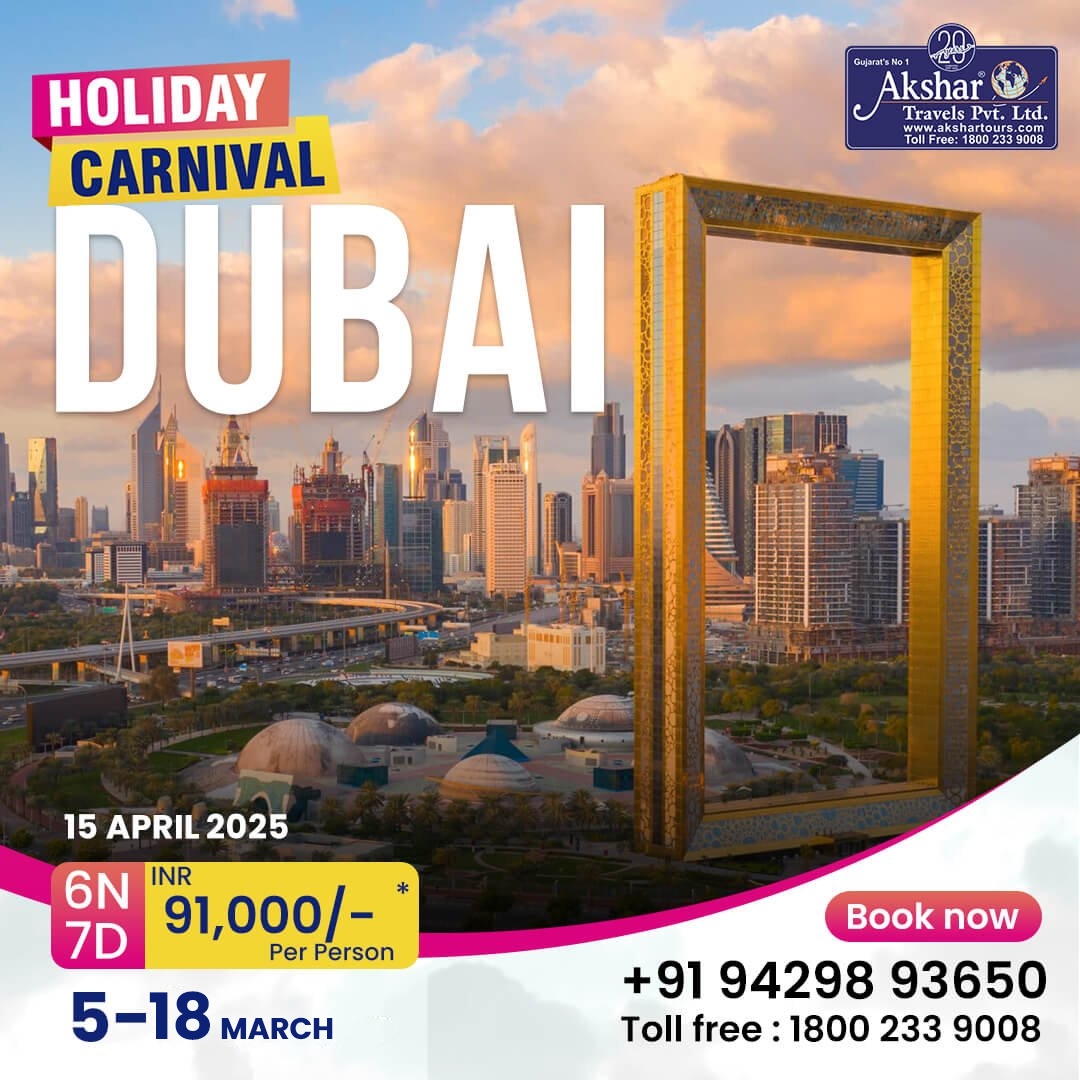 HOLIDAY
CARNIVAL
DUBAI
20
Gujarat's No 1
Akshar®
Travels Pvt. Ltd.
www.akshartours.com
Toll Free: 1800 233 9008
15 APRIL 2025
6N
7D
INR
91,000/- *
Per Person
5-18 MARCH
Book now
+91 94298 93650
Toll free : 1800 233 9008